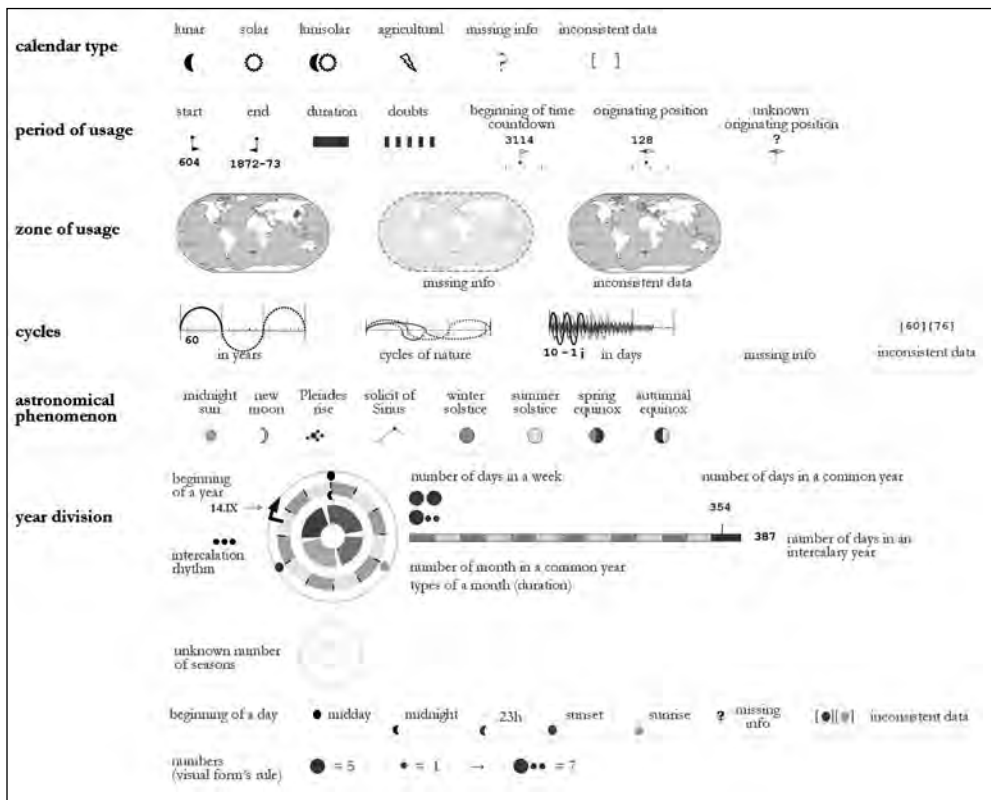 lunar solar lunisolar agricultural missing info inconsistent data
calendar type
? [ ]
start end duration doubts beginning of time countdown originating position unknown originating position
period of usage
3114 128 ?
604 1872-73
zone of usage
missing info inconsistent data
cycles
60 [60][76]
in years cycles of nature 10 -1 j in days missing info inconsistent data
astronomical phenomenon
midnight sun new moon Pleiades rise solicit of Sirius winter solstice summer solstice spring equinox autumnal equinox
beginning of a year number of days in a week number of days in a common year
year division
14.IX 354
387 number of days in an intercalary year
intercalation rhythm
number of month in a common year
types of a month (duration)
unknown number of seasons
beginning of a day midday midnight 23h sunset sunrise ? missing info [ ][ ] inconsistent data
numbers
(visual form's rule) = 5 = 1 → = 7